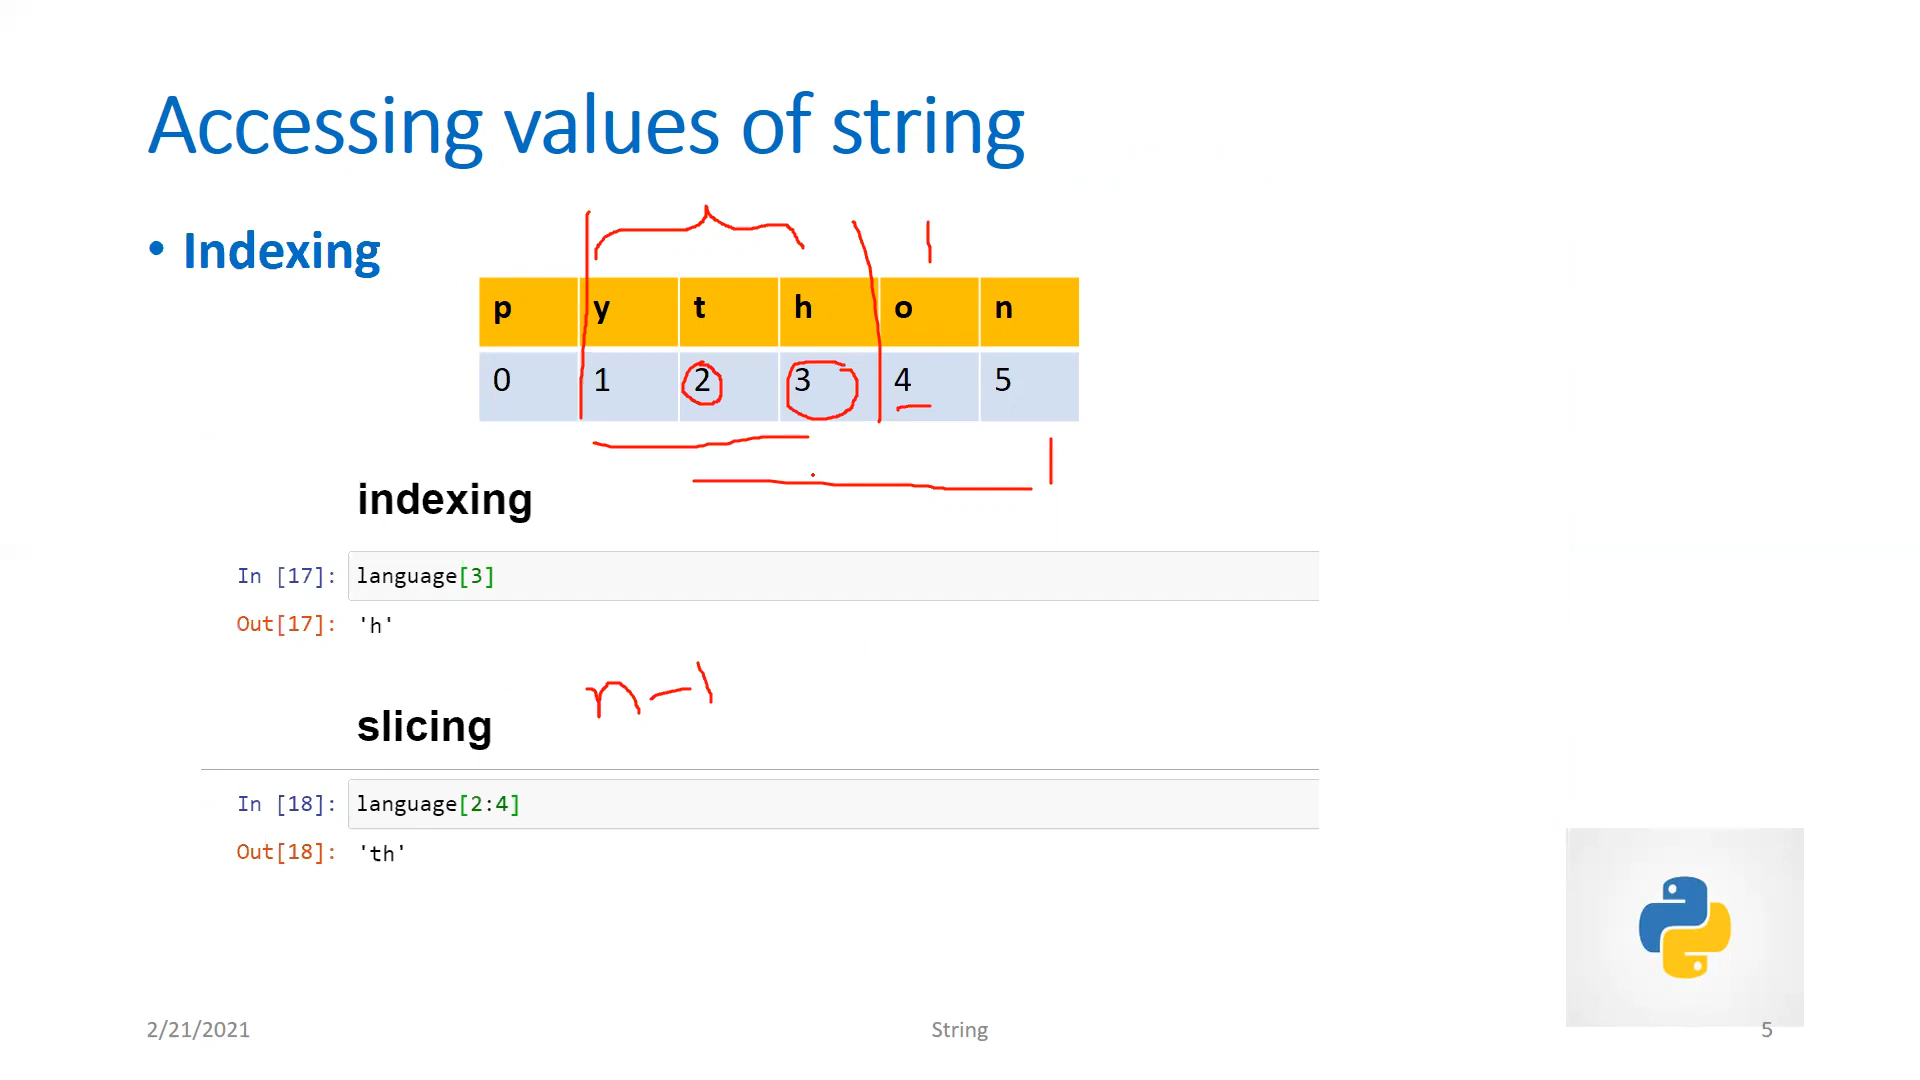 Accessing values of string
• Indexing
p y t h o n
0 1 2 3 4 5
indexing
In [17]: language[3]
Out[17]: 'h'
n-1
slicing
In [18]: language[2:4]
Out[18]: 'th'
2/21/2021 String 5